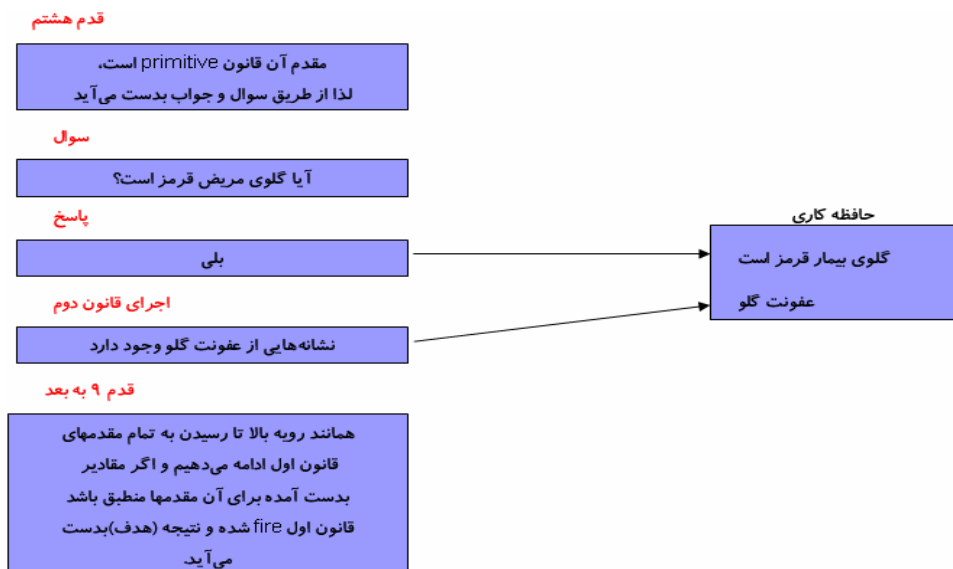 قدم هشتم
مقدم آن قانون primitive است،
لذا از طریق سوال و جواب بدست می‌آید
سوال
آیا گلوی مریض قرمز است؟
پاسخ
بلی
حافظه کاری
گلوی بیمار قرمز است
عفونت گلو
اجرای قانون دوم
نشانه‌هایی از عفونت گلو وجود دارد
قدم ۹ به بعد
همانند رویه بالا تا رسیدن به تمام مقدمهای
قانون اول ادامه می‌دهیم و اگر مقادیر
بدست آمده برای آن مقدمها منطبق باشد
قانون اول fire شده و نتیجه (هدف)بدست
می‌آید.